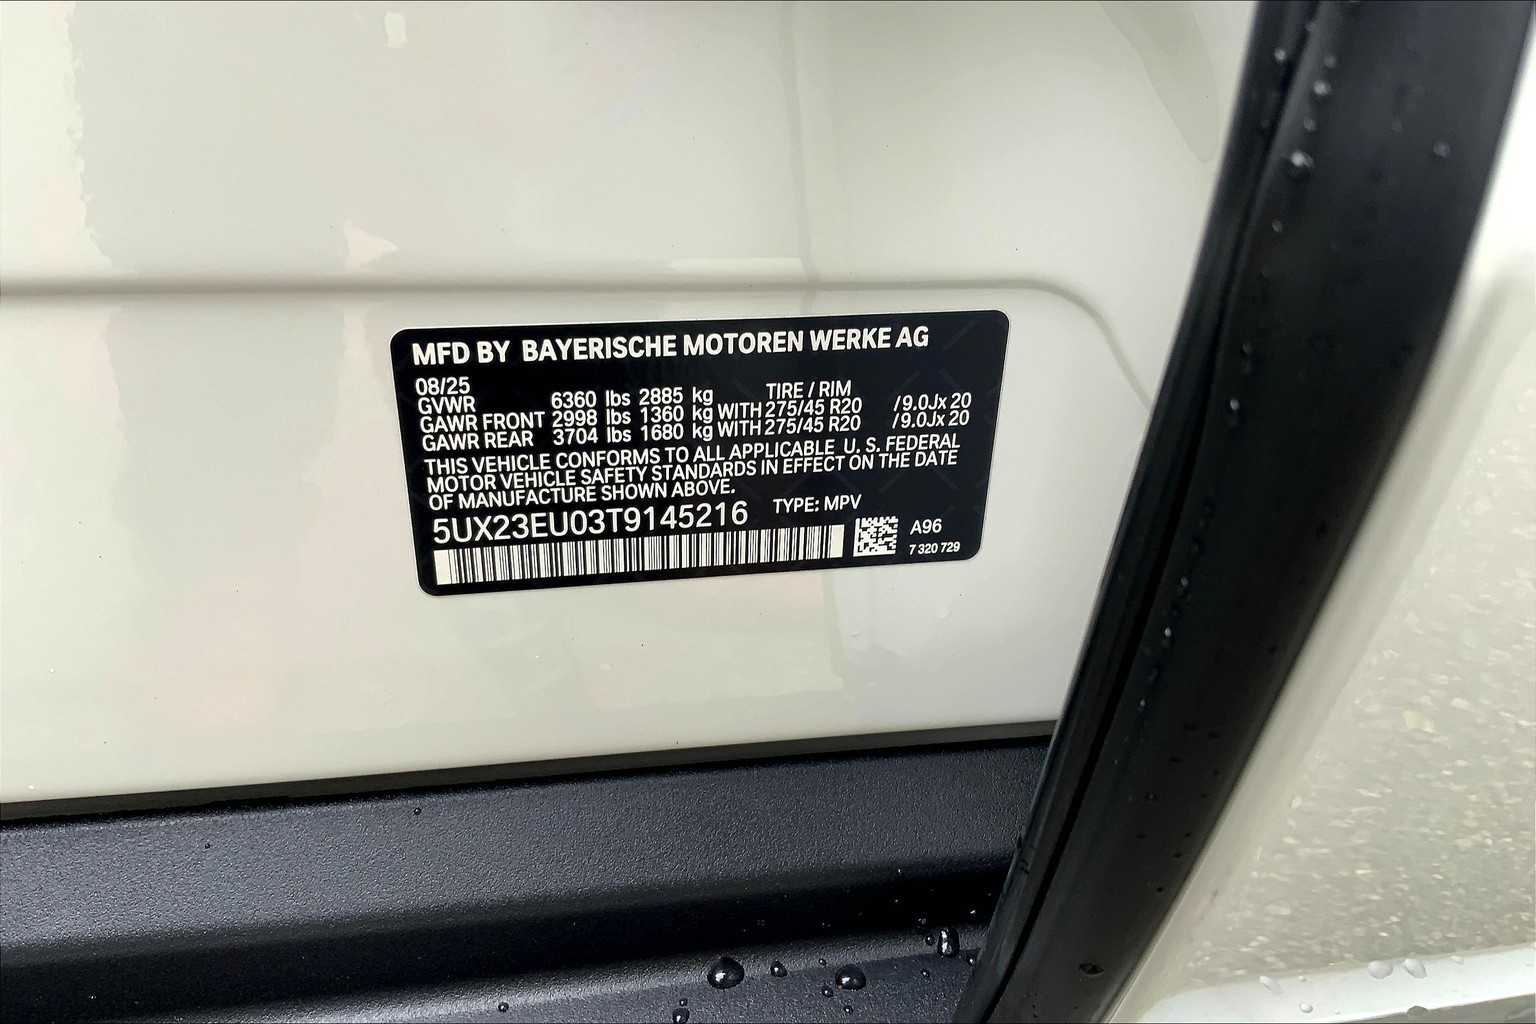 MFD BY BAYERISCHE MOTOREN WERKE AG
08/25 TIRE / RIM
GVWR 6360 lbs 2885 kg
GAWR FRONT 2998 lbs 1360 kg WITH 275/45 R20 /9.0Jx 20
GAWR REAR 3704 lbs 1680 kg WITH 275/45 R20 /9.0Jx 20
THIS VEHICLE CONFORMS TO ALL APPLICABLE U. S. FEDERAL
MOTOR VEHICLE SAFETY STANDARDS IN EFFECT ON THE DATE
OF MANUFACTURE SHOWN ABOVE.
5UX23EU03T9145216 TYPE: MPV
A96
7 320 729